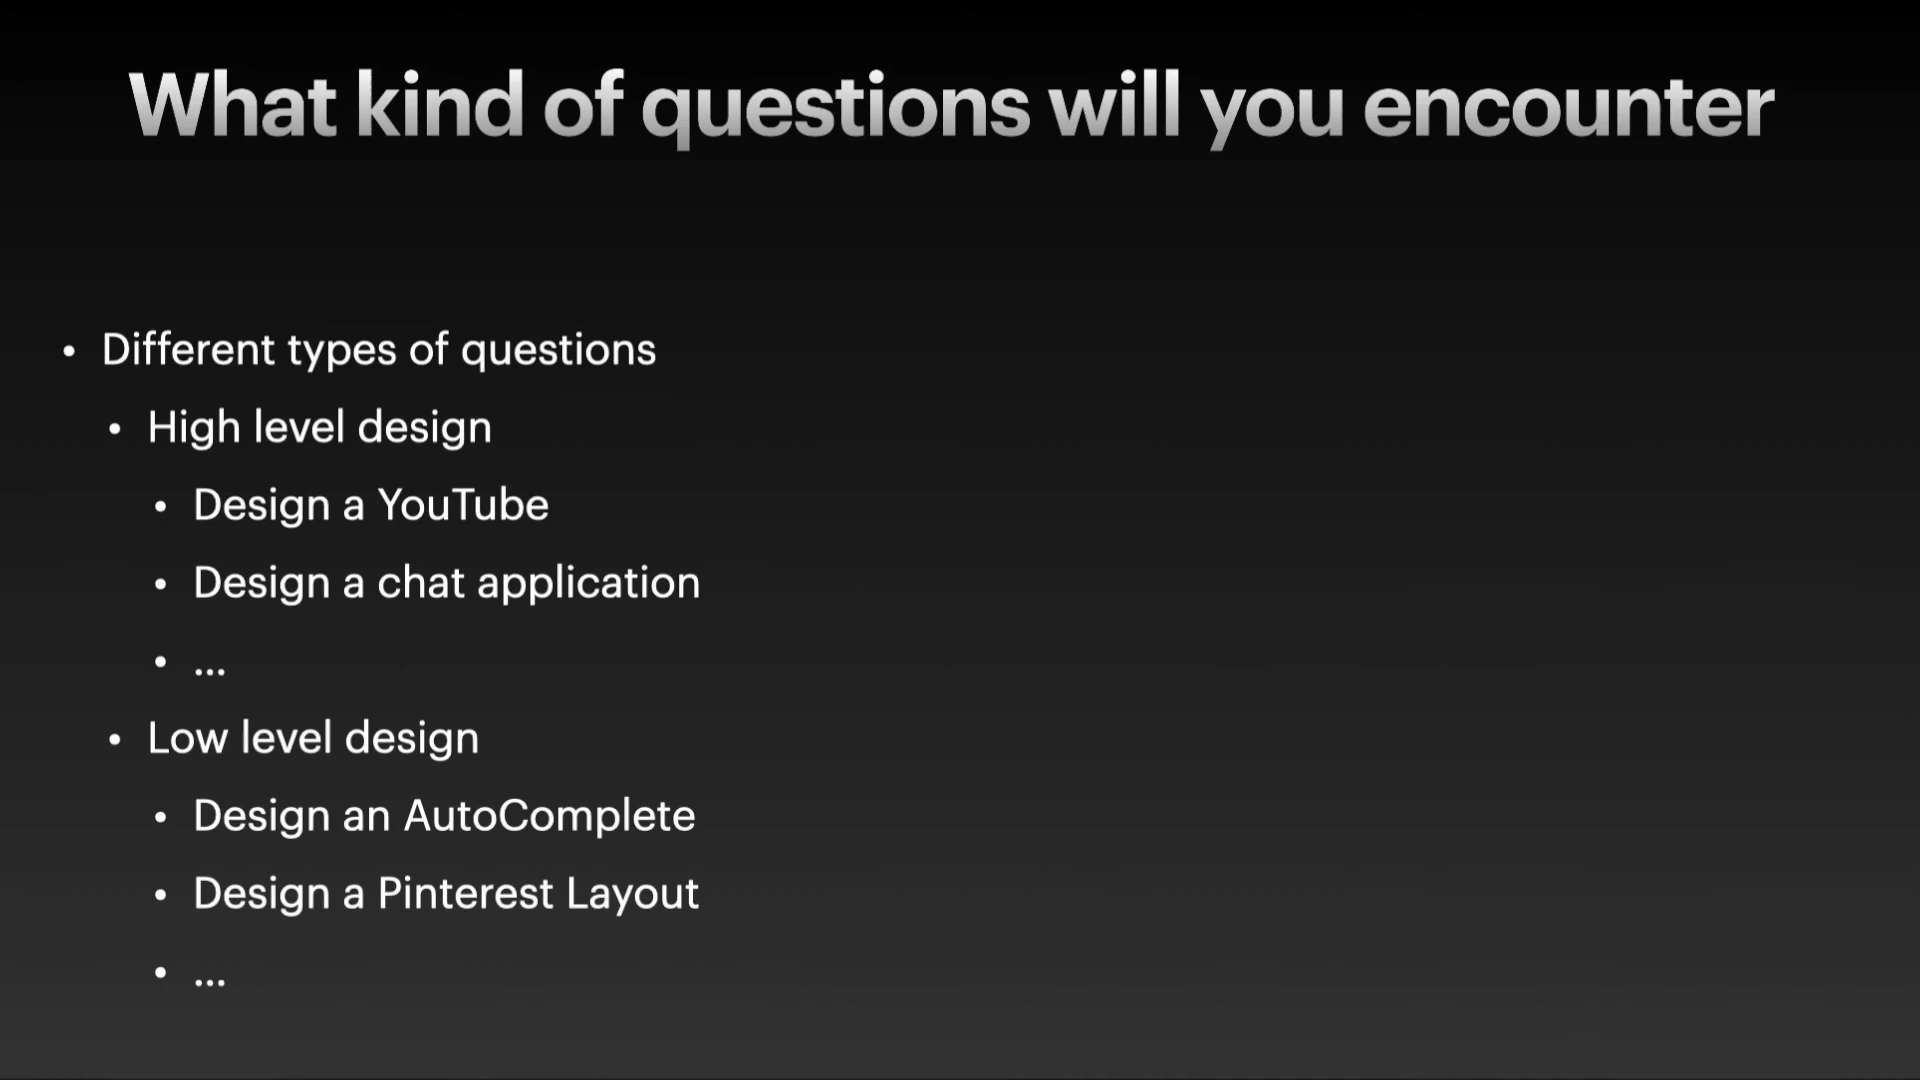 What kind of questions will you encounter
• Different types of questions
• High level design
• Design a YouTube
• Design a chat application
• ...
• Low level design
• Design an AutoComplete
• Design a Pinterest Layout
• ...